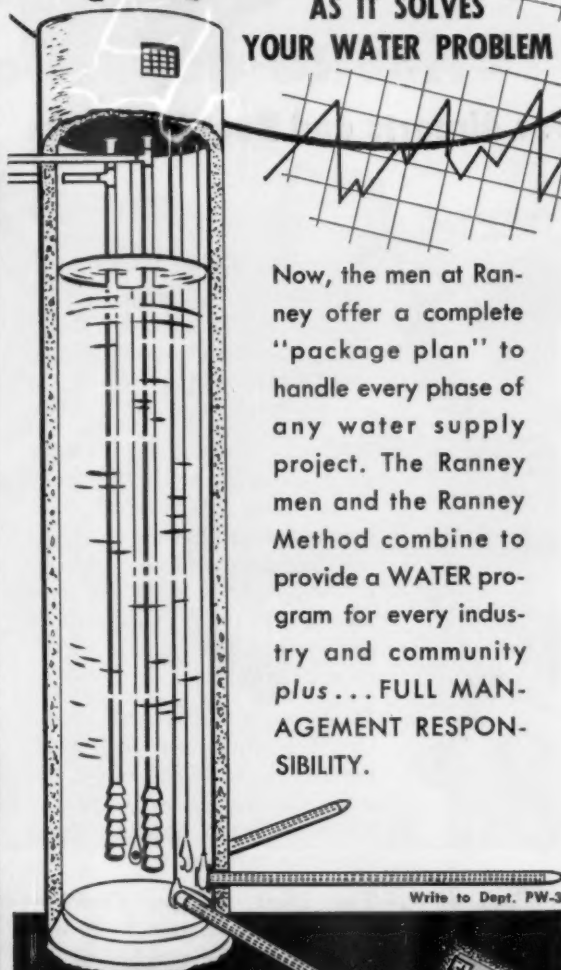 AS IT SOLVES
YOUR WATER PROBLEM
Now, the men at Ran-
ney offer a complete
"package plan" to
handle every phase of
any water supply
project. The Ranney
men and the Ranney
Method combine to
provide a WATER pro-
gram for every indus-
try and community
plus... FULL MAN-
AGEMENT RESPON-
SIBILITY.
Write to Dept. PW-3